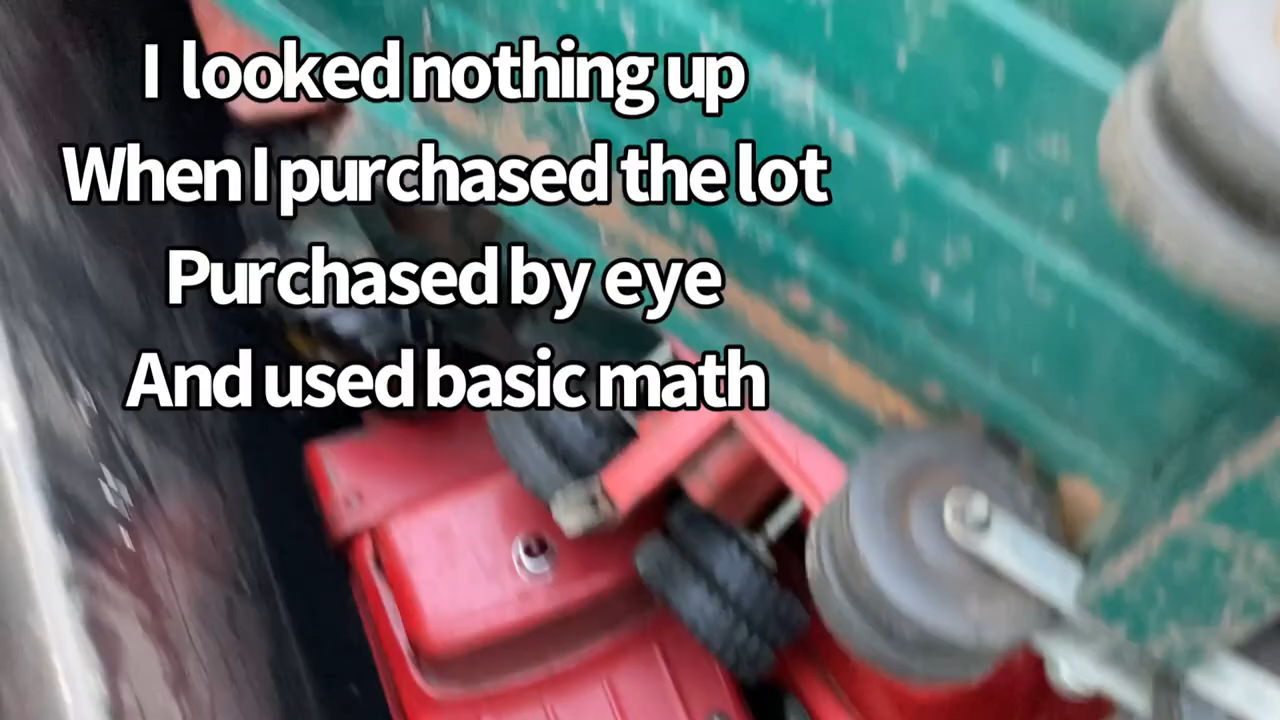 I looked nothing up
When I purchased the lot
Purchased by eye
And used basic math